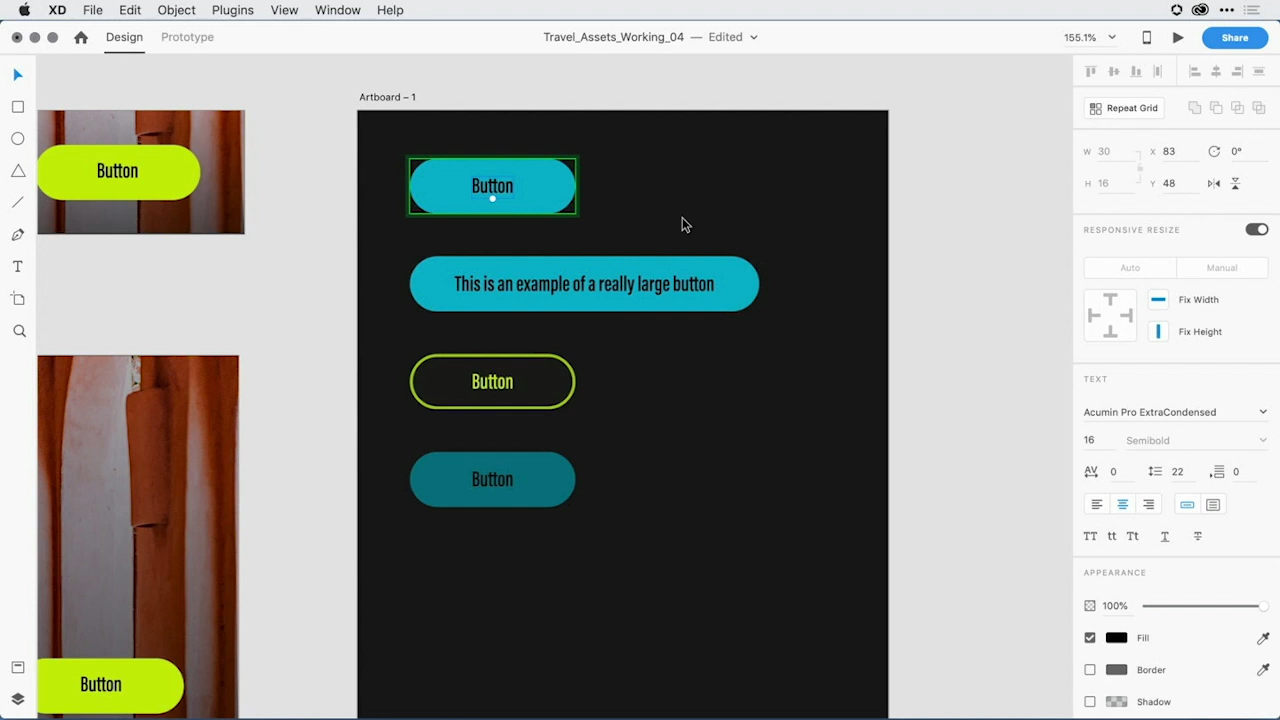 XD File Edit Object Plugins View Window Help
Design Prototype Travel_Assets_Working_04 — Edited 155.1% Share
Artboard – 1
Repeat Grid
W 30 X 83 0°
H 16 Y 48
RESPONSIVE RESIZE
Auto Manual
Fix Width
Fix Height
TEXT
Acumin Pro ExtraCondensed
16 Semibold
AV 0 22 0
TT tt Tt T T
APPEARANCE
100%
Fill
Border
Shadow
T
Button
Button
Button
This is an example of a really large button
Button
Button